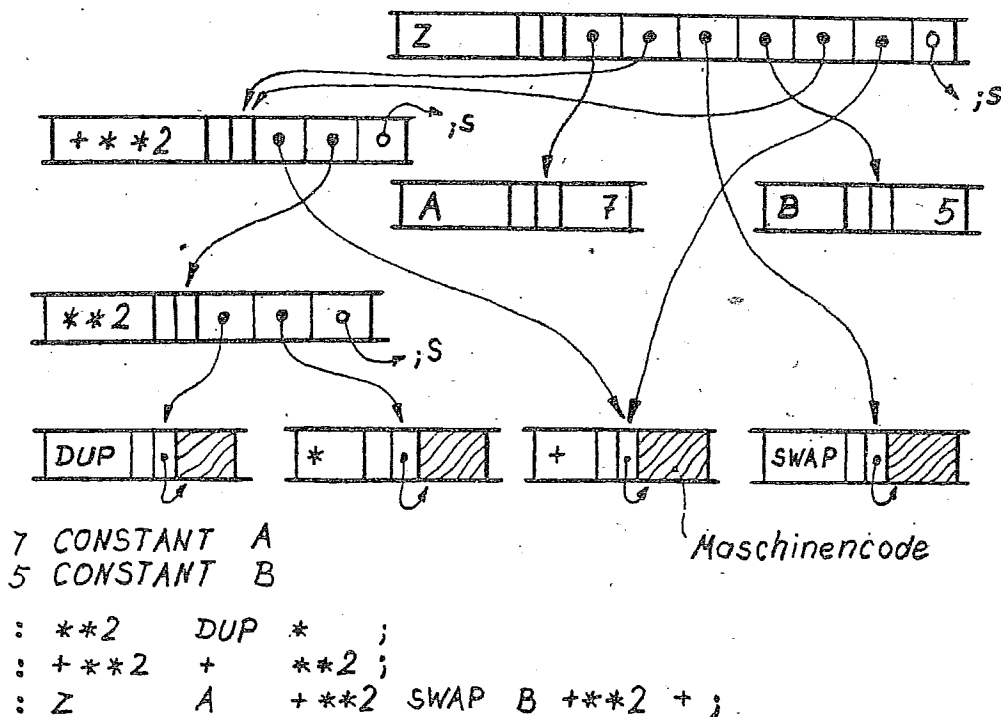 Z
;S
;S
+**2
A 7
B 5
**2
;S
DUP
*
+
SWAP
Maschinencode
7 CONSTANT A
5 CONSTANT B
: **2 DUP * ;
: +**2 + **2 ;
: Z A +**2 SWAP B +**2 + ;